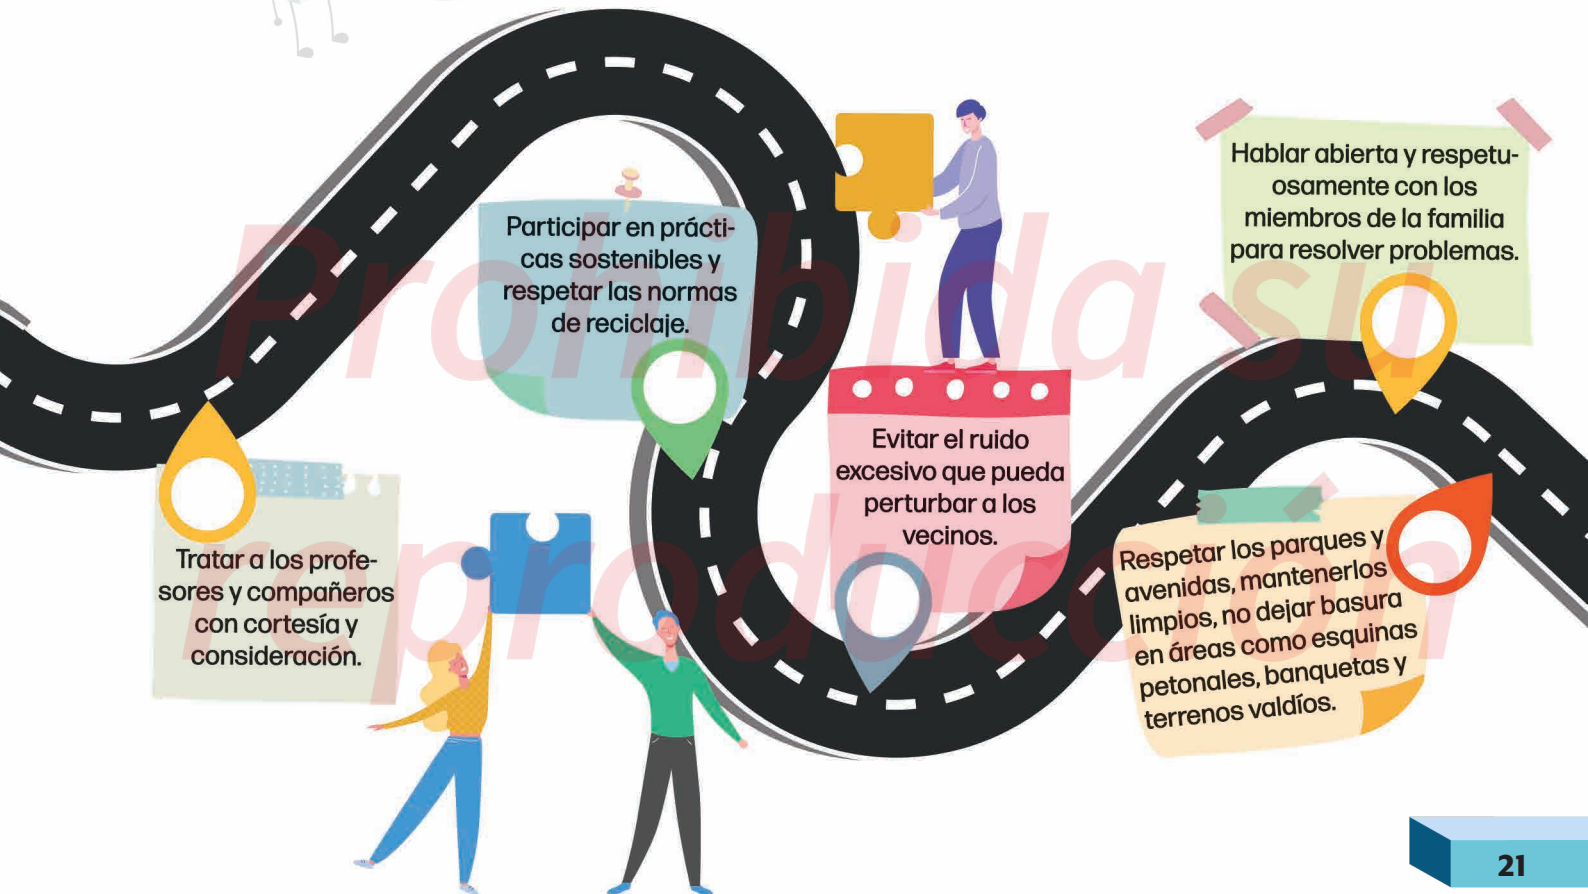 Participar en prácti-
cas sostenibles y
respetar las normas
de reciclaje.
Hablar abierta y respetu-
osamente con los
miembros de la familia
para resolver problemas.
Evitar el ruido
excesivo que pueda
perturbar a los
vecinos.
Tratar a los profe-
sores y compañeros
con cortesía y
consideración.
Respetar los parques y
avenidas, mantenerlos
limpios, no dejar basura
en áreas como esquinas
petonales, banquetas y
terrenos valdíos.
Prohibida su
reproducción
21